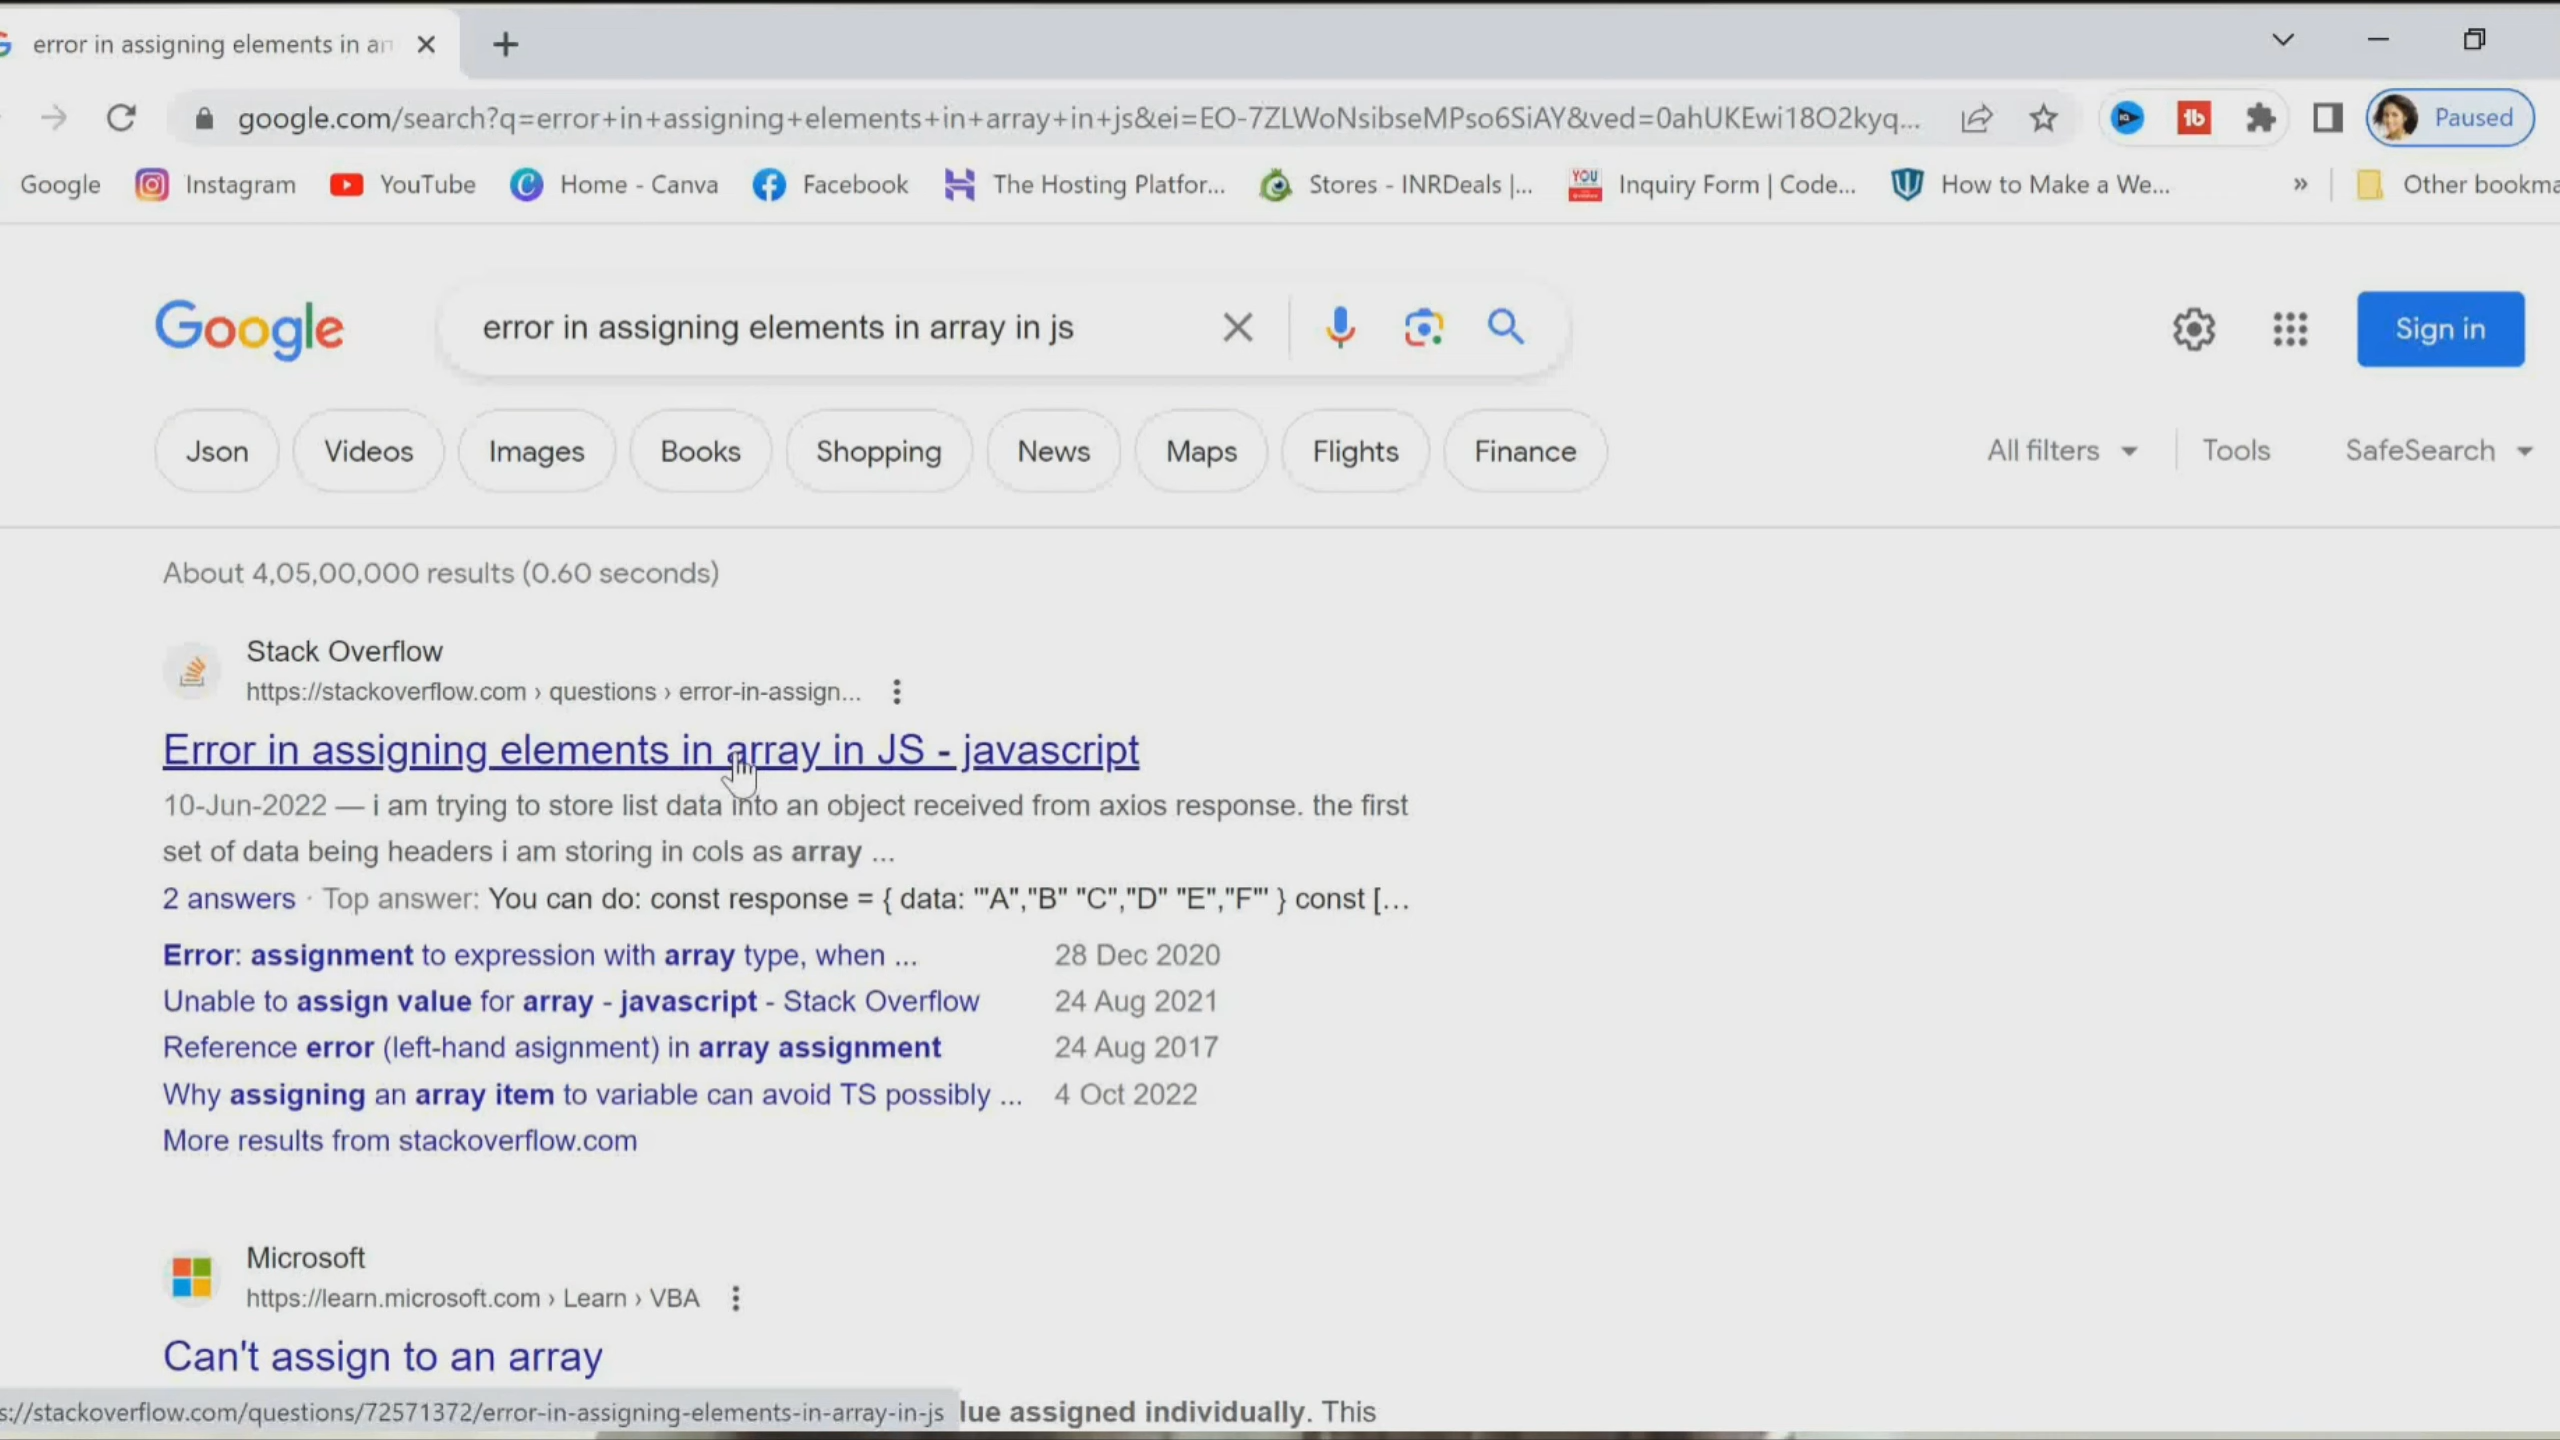 error in assigning elements in arr
google.com/search?q=error+in+assigning+elements+in+array+in+js&ei=EO-7ZLWoNsibseMPso6SiAY&ved=0ahUKEwi18O2kyq...
Paused
Google Instagram YouTube Home - Canva Facebook The Hosting Platfor... Stores - INRDeals |... Inquiry Form | Code... How to Make a We... » Other bookma
Google
error in assigning elements in array in js
Sign in
Json Videos Images Books Shopping News Maps Flights Finance All filters Tools SafeSearch
About 4,05,00,000 results (0.60 seconds)
Stack Overflow
https://stackoverflow.com › questions › error-in-assign...
Error in assigning elements in array in JS - javascript
10-Jun-2022 — i am trying to store list data into an object received from axios response. the first
set of data being headers i am storing in cols as array ...
2 answers · Top answer: You can do: const response = { data: '"A","B" "C","D" "E","F"' } const [...
Error: assignment to expression with array type, when ... 28 Dec 2020
Unable to assign value for array - javascript - Stack Overflow 24 Aug 2021
Reference error (left-hand asignment) in array assignment 24 Aug 2017
Why assigning an array item to variable can avoid TS possibly ... 4 Oct 2022
More results from stackoverflow.com
Microsoft
https://learn.microsoft.com › Learn › VBA
Can't assign to an array
s://stackoverflow.com/questions/72571372/error-in-assigning-elements-in-array-in-js lue assigned individually. This